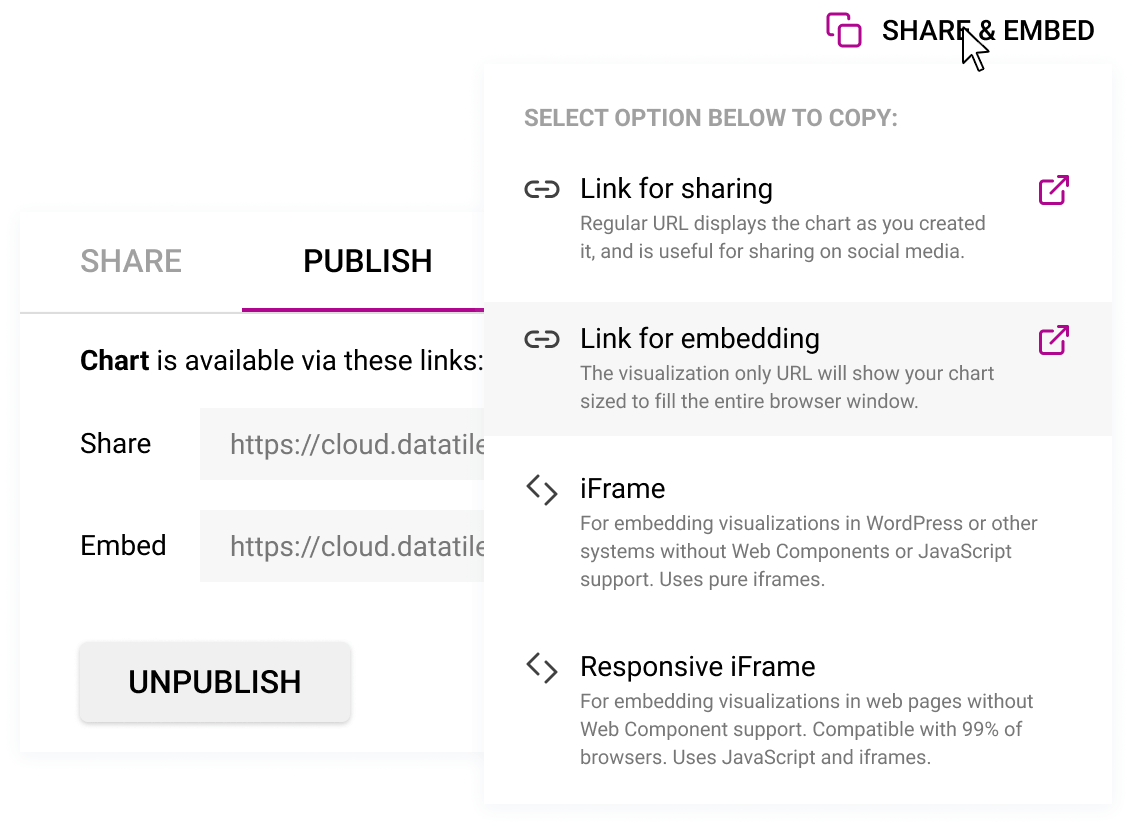 SHARE & EMBED
SELECT OPTION BELOW TO COPY:
Link for sharing
Regular URL displays the chart as you created
it, and is useful for sharing on social media.
Link for embedding
The visualization only URL will show your chart
sized to fill the entire browser window.
iFrame
For embedding visualizations in WordPress or other
systems without Web Components or JavaScript
support. Uses pure iframes.
Responsive iFrame
For embedding visualizations in web pages without
Web Component support. Compatible with 99% of
browsers. Uses JavaScript and iframes.
SHARE PUBLISH
Chart is available via these links:
Share https://cloud.datatile
Embed https://cloud.datatile
UNPUBLISH